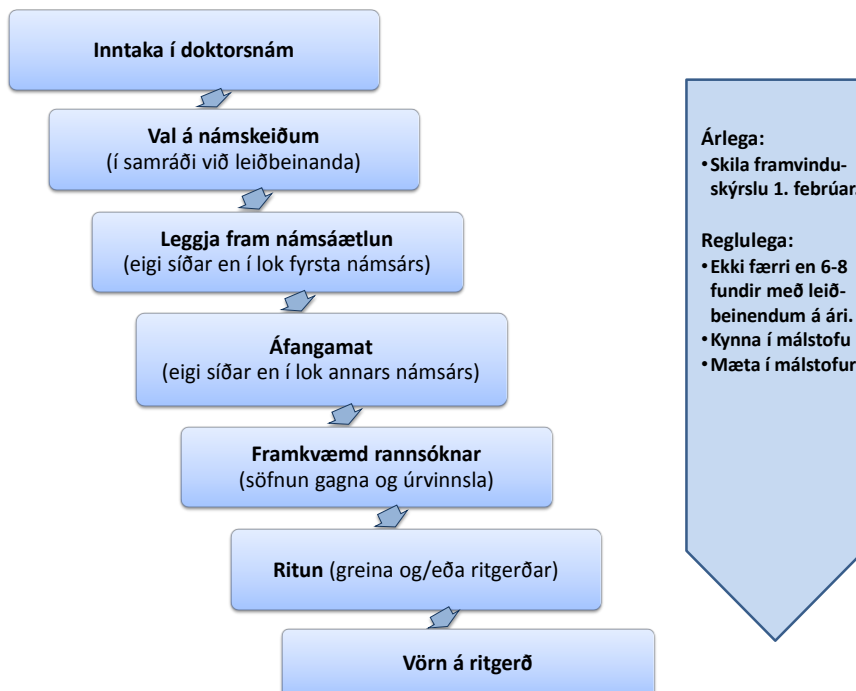 Inntaka í doktorsnám
Val á námskeiðum
(í samráði við leiðbeinanda)
Leggja fram námsáætlun
(eigi síðar en í lok fyrsta námsárs)
Áfangamat
(eigi síðar en í lok annars námsárs)
Framkvæmd rannsóknar
(söfnun gagna og úrvinnsla)
Ritun (greina og/eða ritgerðar)
Vörn á ritgerð
Árlega:
• Skila framvindu-
skýrslu 1. febrúar.
Reglulega:
• Ekki færri en 6-8
fundir með leið-
beinendum á ári.
• Kynna í málstofu
• Mæta í málstofur